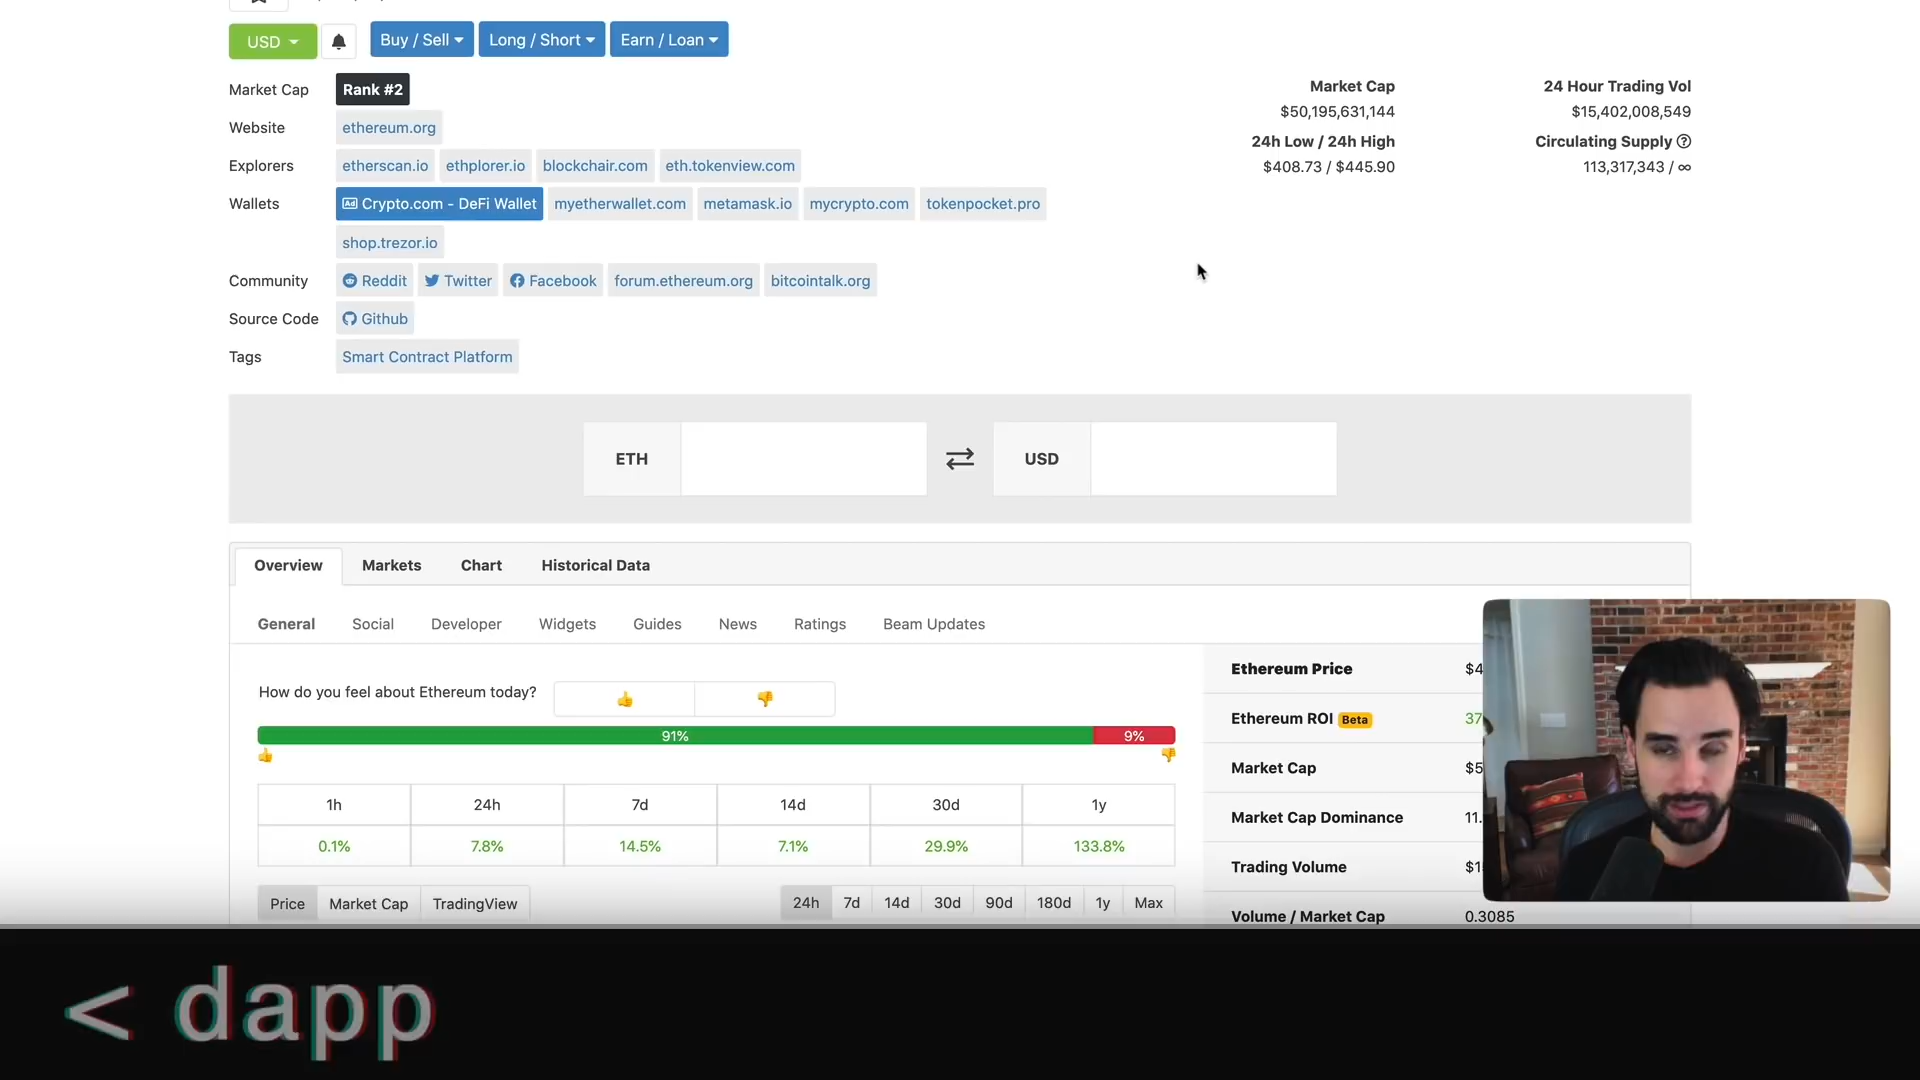 USD
Buy / Sell
Long / Short
Earn / Loan
Market Cap Rank #2
Website ethereum.org
Explorers etherscan.io ethplorer.io blockchair.com eth.tokenview.com
Wallets Ad Crypto.com - DeFi Wallet myetherwallet.com metamask.io mycrypto.com tokenpocket.pro
shop.trezor.io
Community Reddit Twitter Facebook forum.ethereum.org bitcointalk.org
Source Code Github
Tags Smart Contract Platform
Market Cap
$50,195,631,144
24h Low / 24h High
$408.73 / $445.90
24 Hour Trading Vol
$15,402,008,549
Circulating Supply ?
113,317,343 / ∞
ETH
USD
Overview Markets Chart Historical Data
General Social Developer Widgets Guides News Ratings Beam Updates
How do you feel about Ethereum today?
91% 9%
1h 24h 7d 14d 30d 1y
0.1% 7.8% 14.5% 7.1% 29.9% 133.8%
Price Market Cap TradingView
24h 7d 14d 30d 90d 180d 1y Max
Ethereum Price $4
Ethereum ROI Beta 37
Market Cap $5
Market Cap Dominance 11.
Trading Volume $1
Volume / Market Cap 0.3085
< dapp